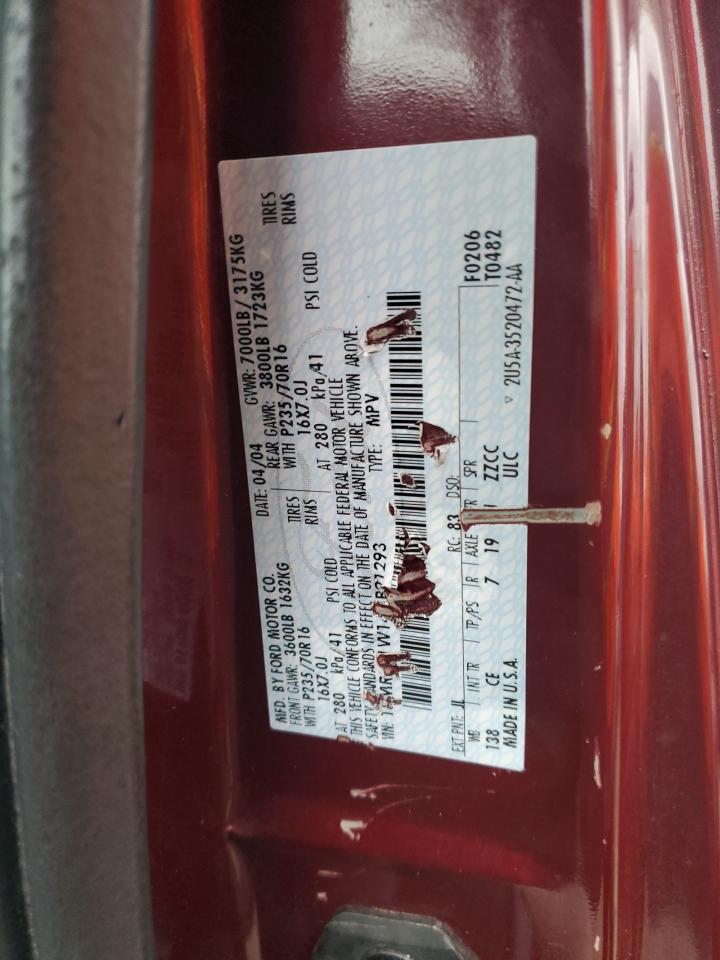 MFD. BY FORD MOTOR CO.
DATE: 04/04 GVWR: 7000LB/ 3175KG
FRONT GAWR: 3600LB 1632KG REAR GAWR: 3800LB 1723KG
WITH P235/70R16 TIRES WITH P235/70R16 TIRES
16X7.0J RIMS 16X7.0J RIMS
AT 280 kPa/41 PSI COLD AT 280 kPa/41 PSI COLD
THIS VEHICLE CONFORMS TO ALL APPLICABLE FEDERAL MOTOR VEHICLE
SAFETY STANDARDS IN EFFECT ON THE DATE OF MANUFACTURE SHOWN ABOVE.
VIN: TYPE: MPV
EXT PNT: JL RC: 83 DSO: F0206
WB INT TR TP/PS R AXLE TR SPR T0482
138 CE 7 19 ZZCC
MADE IN U.S.A. ULC
▽ 2U5A-3520472-AA